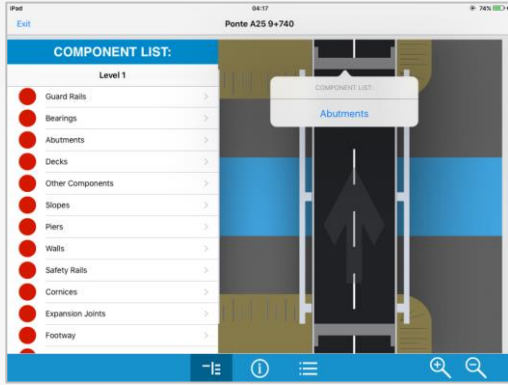 iPad
04:17
74%
Exit
Ponte A25 9+740
COMPONENT LIST:
Level 1
Guard Rails
Bearings
Abutments
Decks
Other Components
Slopes
Piers
Walls
Safety Rails
Cornices
Expansion Joints
Footway
COMPONENT LIST:
Abutments